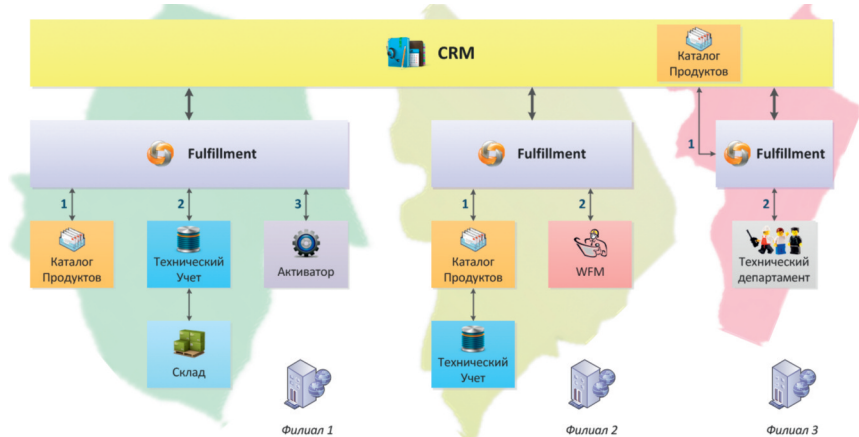 CRM
Каталог
Продуктов
Fulfillment
Fulfillment
1
Fulfillment
1
2
3
1
2
2
Каталог
Продуктов
Технический
Учет
Активатор
Каталог
Продуктов
WFM
Технический
департамент
Склад
Технический
Учет
Филиал 1
Филиал 2
Филиал 3